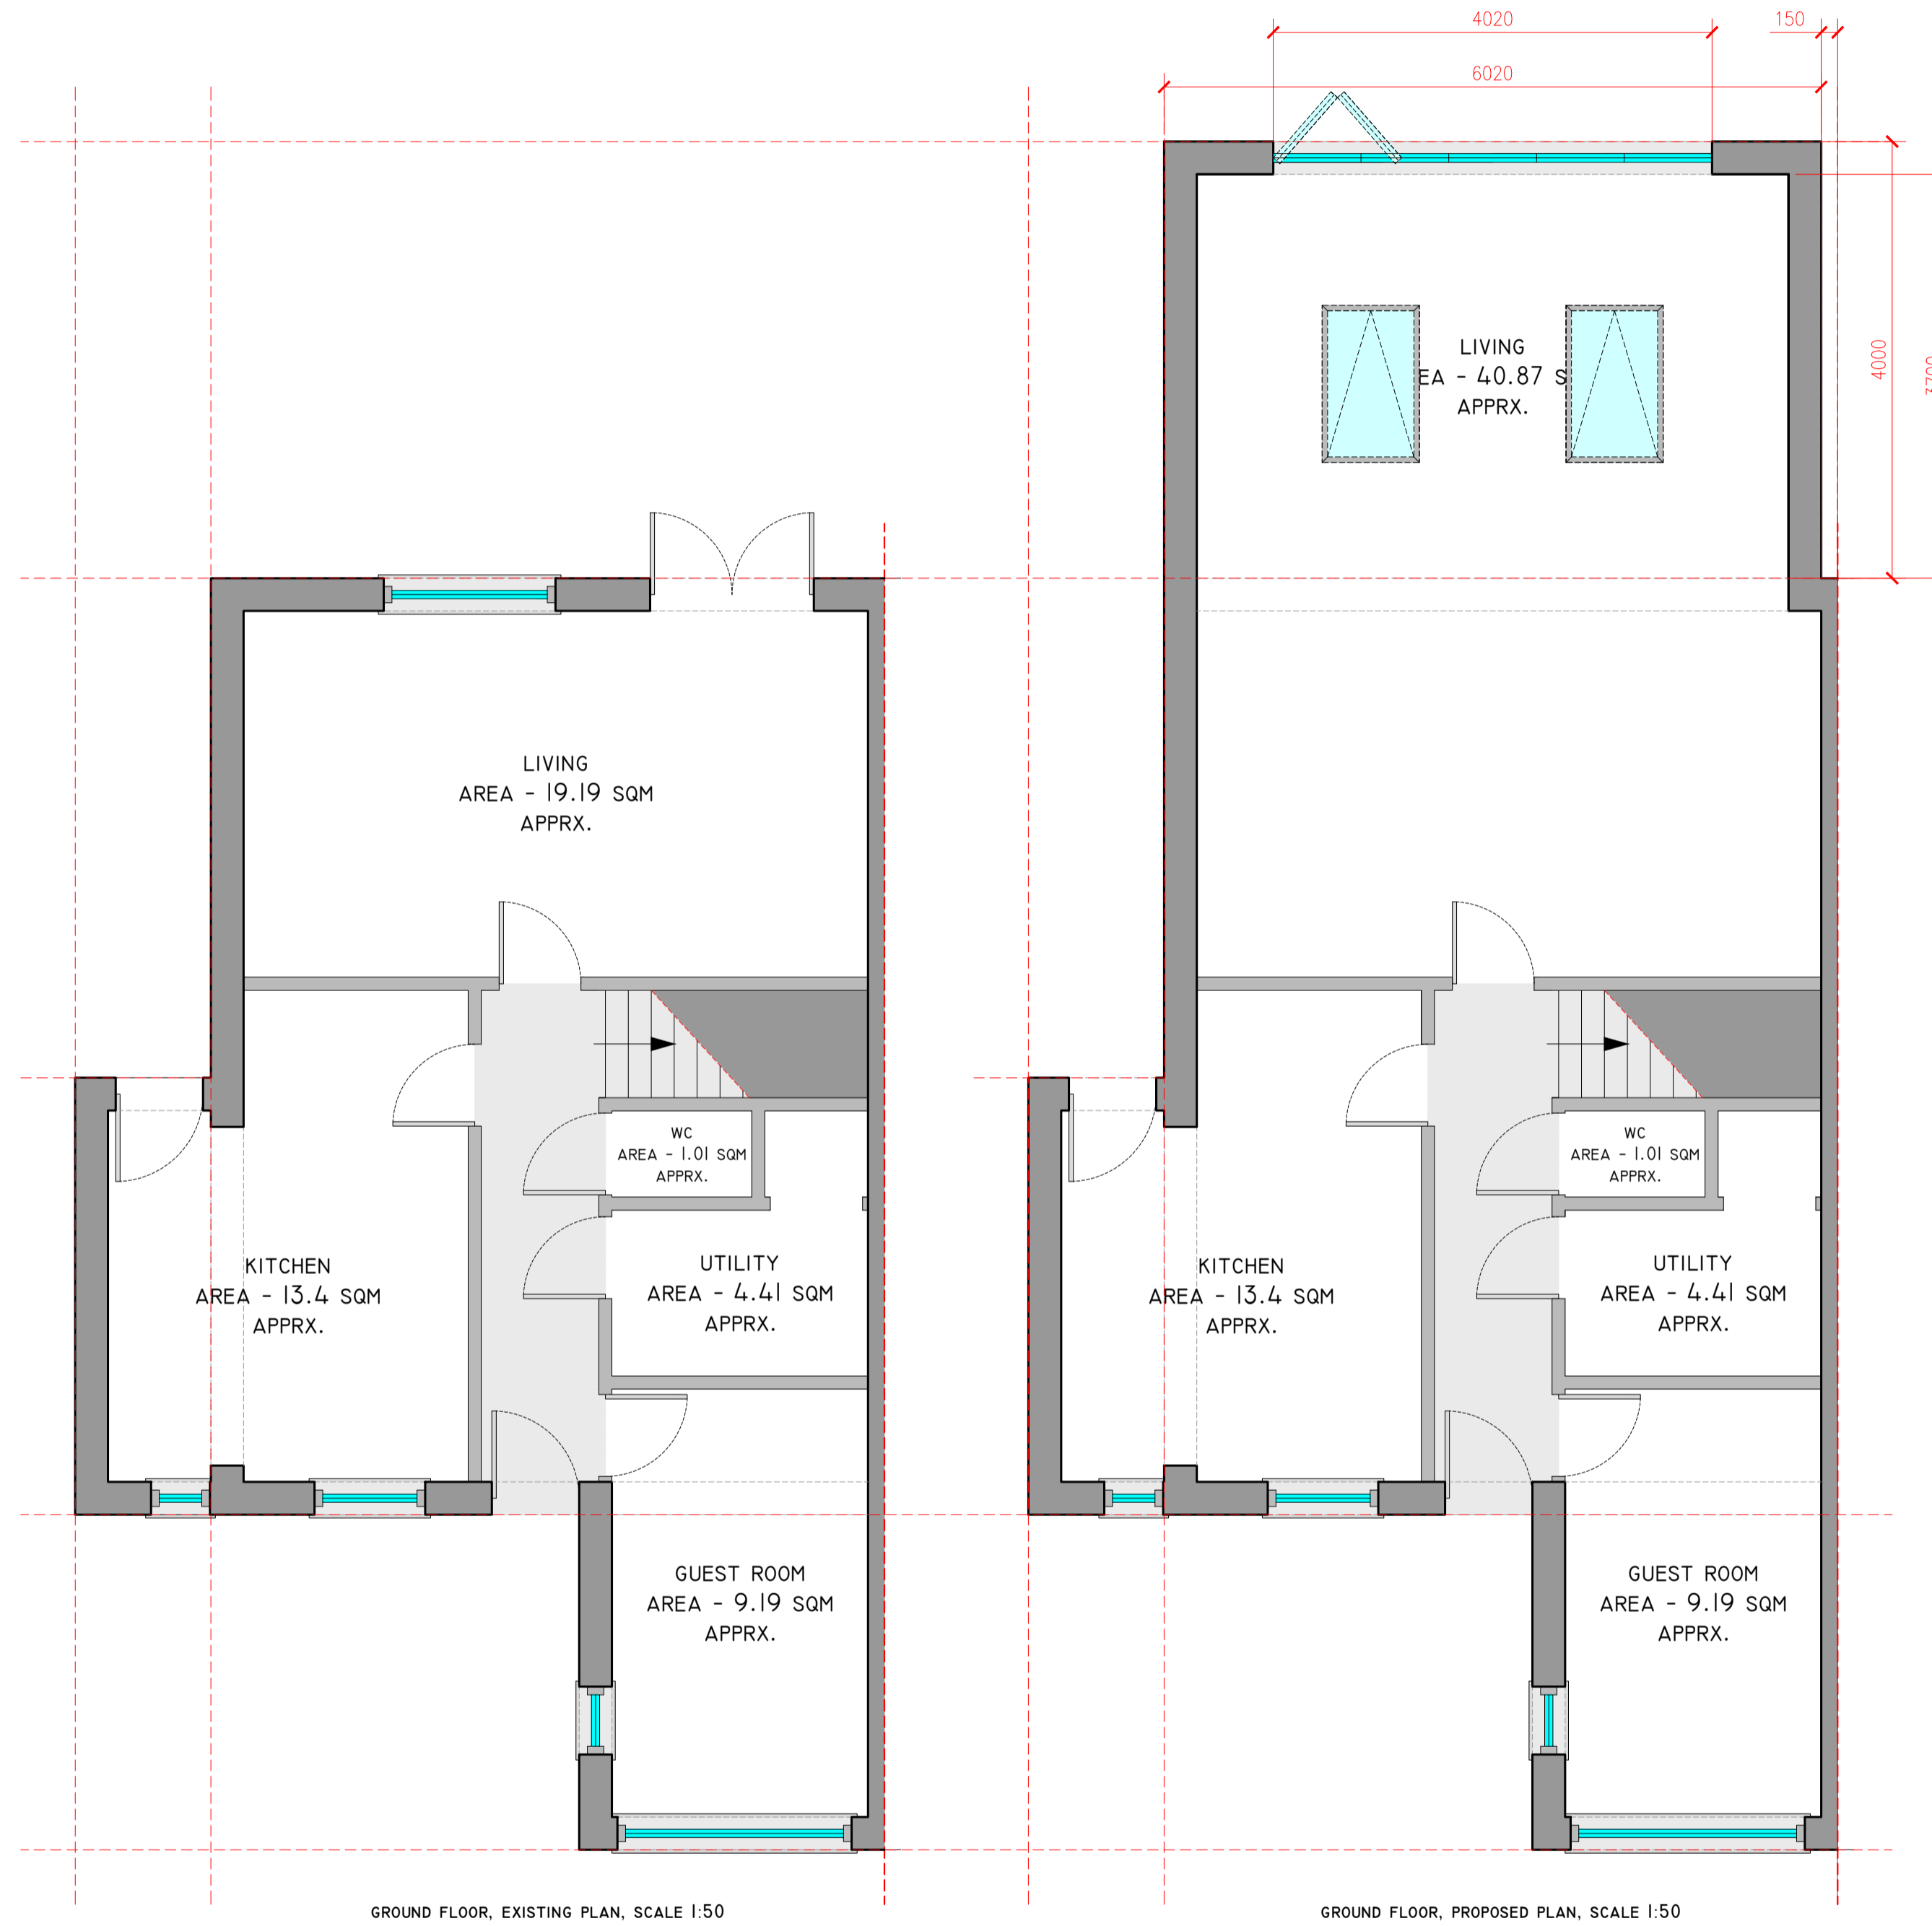 4020
150
6020
LIVING
EA - 40.87 S
APPRX.
4000
LIVING
AREA - 19.19 SQM
APPRX.
WC
AREA - 1.01 SQM
APPRX.
KITCHEN
AREA - 13.4 SQM
APPRX.
UTILITY
AREA - 4.41 SQM
APPRX.
GUEST ROOM
AREA - 9.19 SQM
APPRX.
WC
AREA - 1.01 SQM
APPRX.
KITCHEN
AREA - 13.4 SQM
APPRX.
UTILITY
AREA - 4.41 SQM
APPRX.
GUEST ROOM
AREA - 9.19 SQM
APPRX.
GROUND FLOOR, EXISTING PLAN, SCALE 1:50
GROUND FLOOR, PROPOSED PLAN, SCALE 1:50